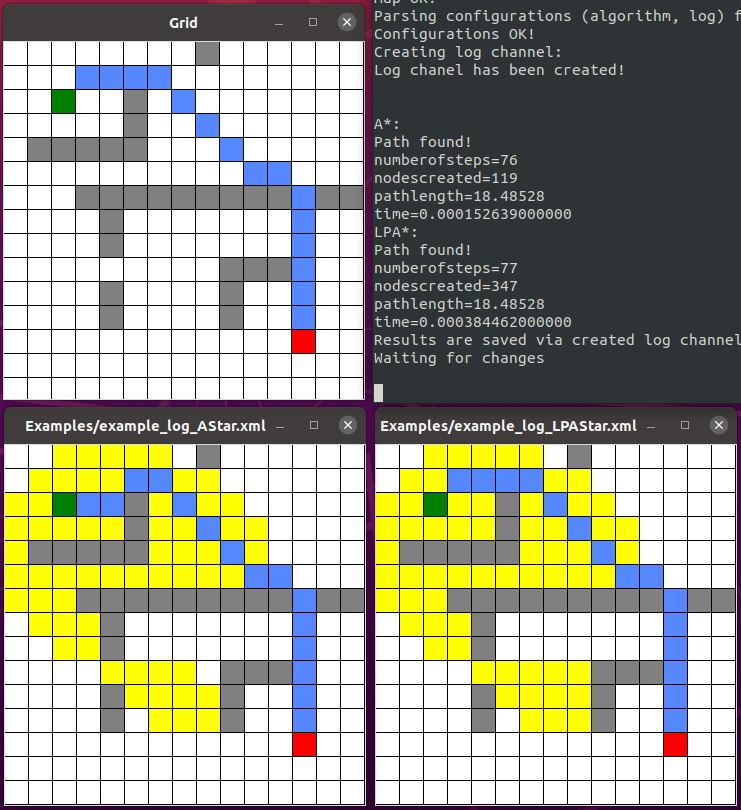 Grid
Map OK!
Parsing configurations (algorithm, log) f
Configurations OK!
Creating log channel:
Log chanel has been created!
A*:
Path found!
numberofsteps=76
nodescreated=119
pathlength=18.48528
time=0.000152639000000
LPA*:
Path found!
numberofsteps=77
nodescreated=347
pathlength=18.48528
time=0.000384462000000
Results are saved via created log channel
Waiting for changes
Examples/example_log_AStar.xml
Examples/example_log_LPAStar.xml